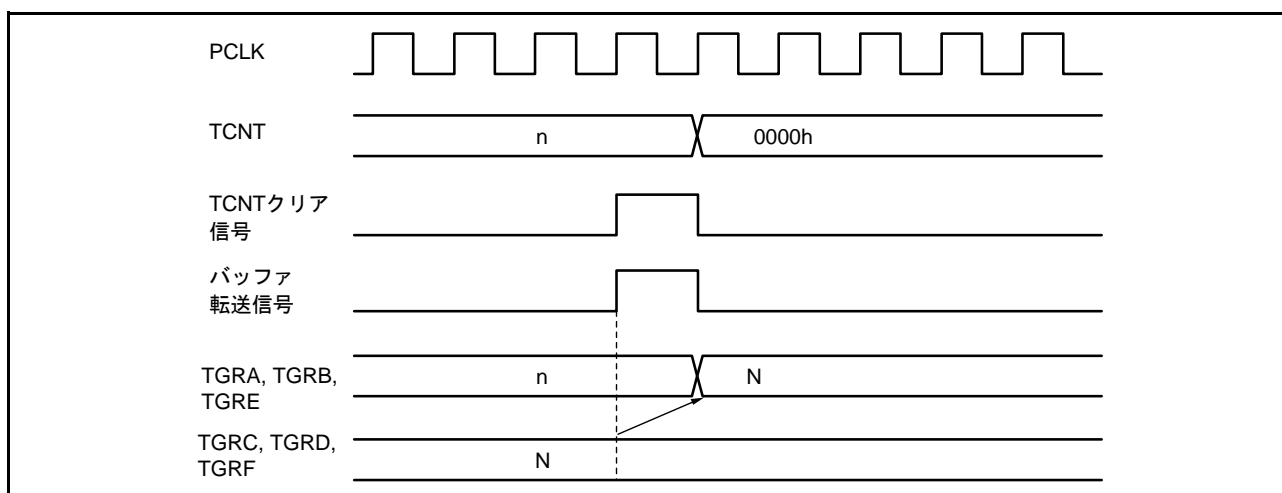 PCLK
TCNT
n
0000h
TCNTクリア
信号
バッファ
転送信号
TGRA, TGRB,
TGRE
n
N
TGRC, TGRD,
TGRF
N